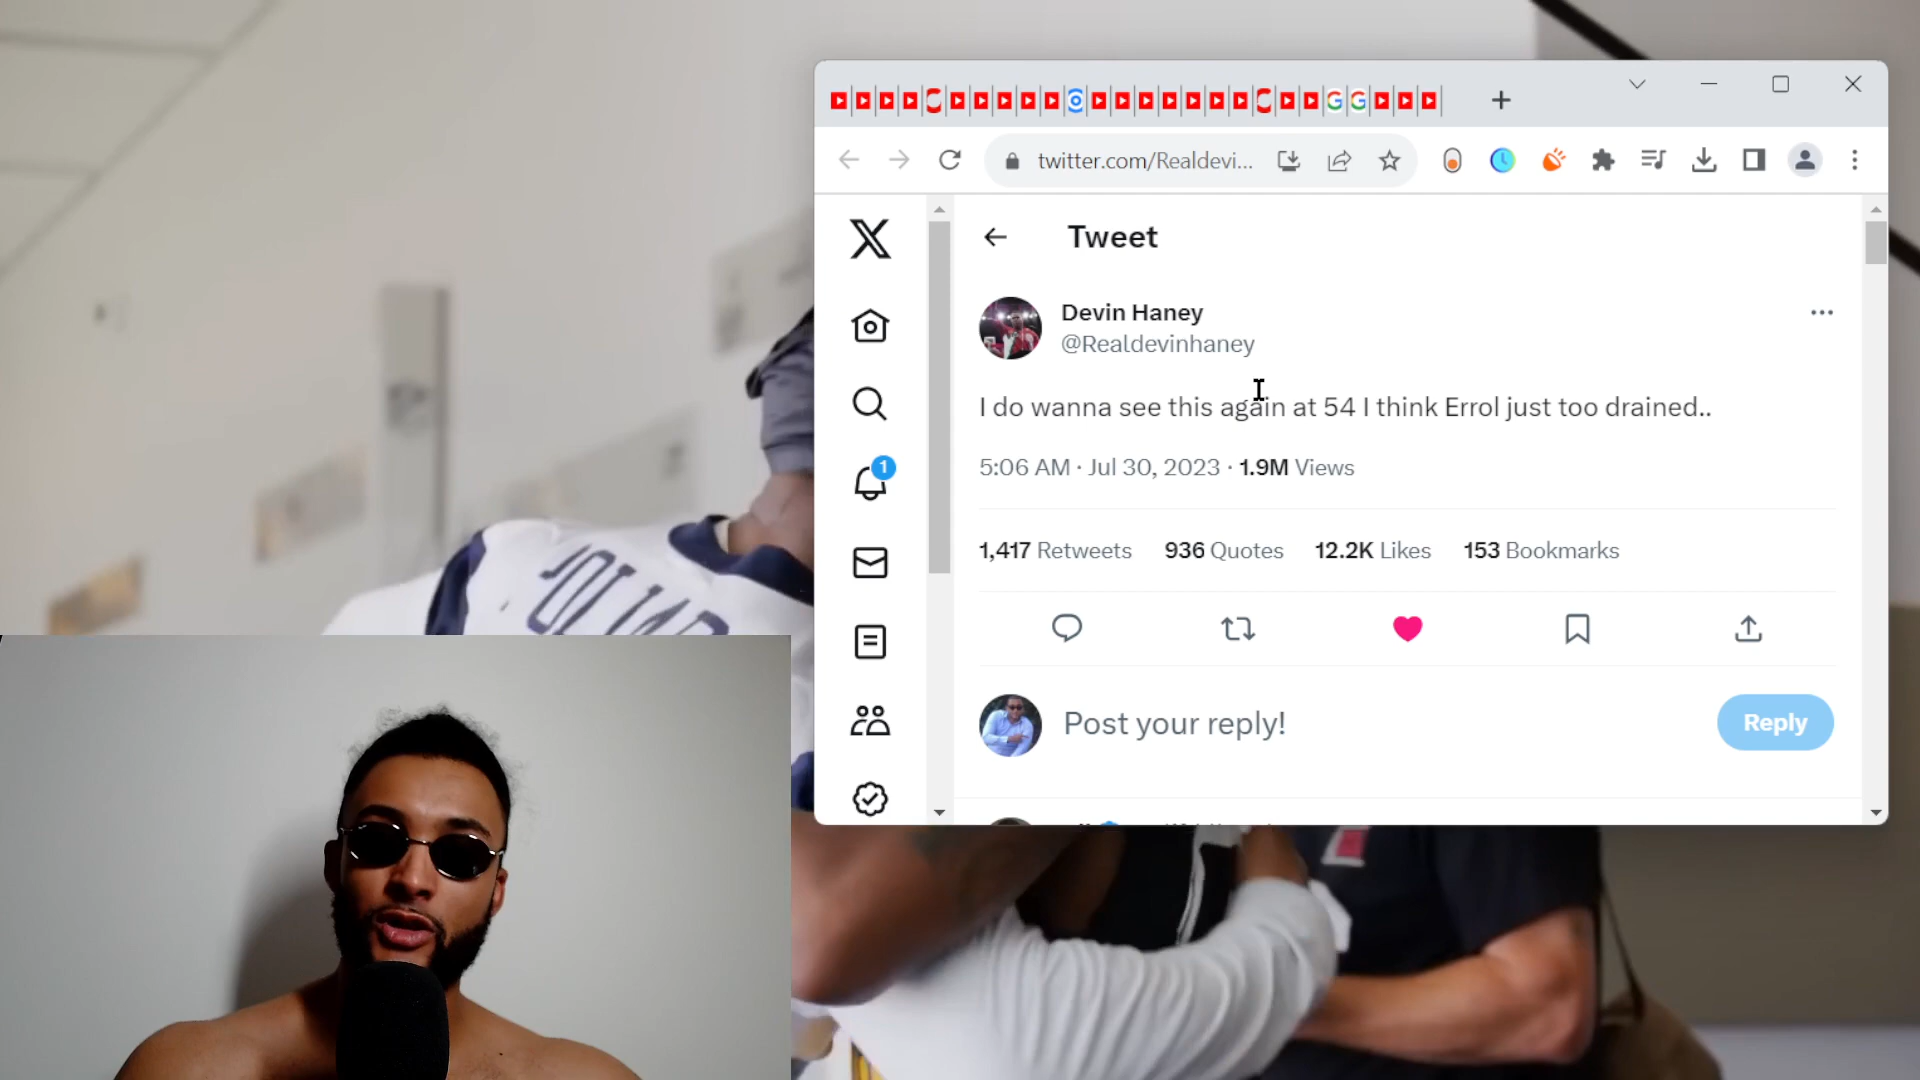 twitter.com/Realdevi...
Tweet
Devin Haney
@Realdevinhaney
I do wanna see this again at 54 I think Errol just too drained..
5:06 AM · Jul 30, 2023 · 1.9M Views
1,417 Retweets 936 Quotes 12.2K Likes 153 Bookmarks
1
Post your reply!
Reply